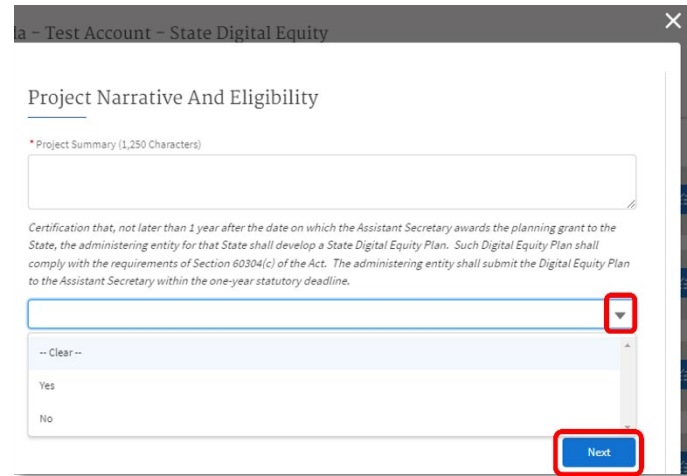 la - Test Account - State Digital Equity
Project Narrative And Eligibility
* Project Summary (1,250 Characters)
Certification that, not later than 1 year after the date on which the Assistant Secretary awards the planning grant to the
State, the administering entity for that State shall develop a State Digital Equity Plan. Such Digital Equity Plan shall
comply with the requirements of Section 60304(c) of the Act. The administering entity shall submit the Digital Equity Plan
to the Assistant Secretary within the one-year statutory deadline.
-- Clear --
Yes
No
Next